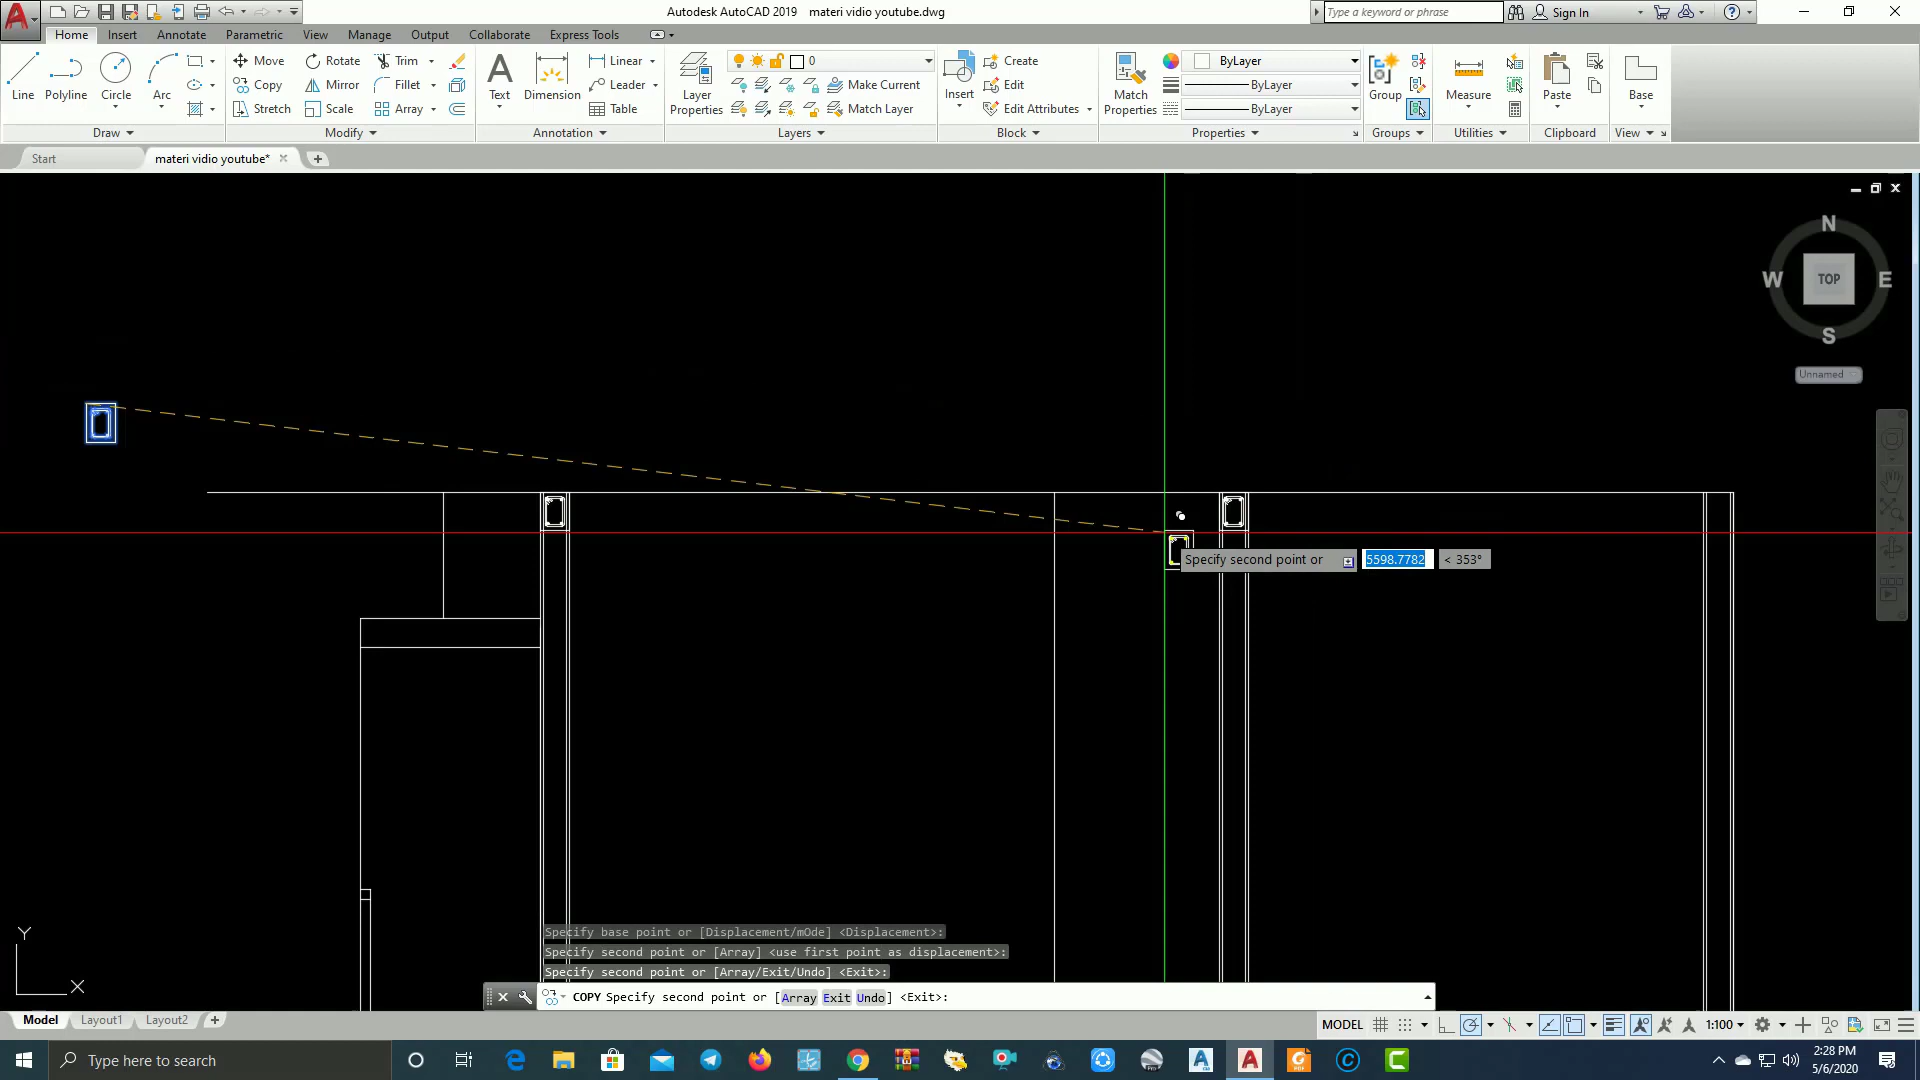 Autodesk AutoCAD 2019 materi vidio youtube.dwg
Type a keyword or phrase
Sign In
Home Insert Annotate Parametric View Manage Output Collaborate Express Tools
Line
Polyline
Circle
Arc
Draw
Move Rotate Trim
Copy Mirror Fillet
Stretch Scale Array
Modify
Text
Dimension
Linear
Leader
Table
Annotation
Layer
Properties
0
Make Current
Match Layer
Layers
Insert
Create
Edit
Edit Attributes
Block
Match
Properties
ByLayer
ByLayer
ByLayer
Properties
Group
Groups
Measure
Utilities
Paste
Clipboard
Base
View
Start
materi vidio youtube*
N
W TOP E
S
Unnamed
Specify second point or 5598.7782 < 353°
Y
X
Specify base point or [Displacement/mOde] <Displacement>:
Specify second point or [Array] <use first point as displacement>:
Specify second point or [Array/Exit/Undo] <Exit>:
COPY Specify second point or [Array Exit Undo] <Exit>:
Model Layout1 Layout2
MODEL 1:100
Type here to search
2:28 PM
5/6/2020